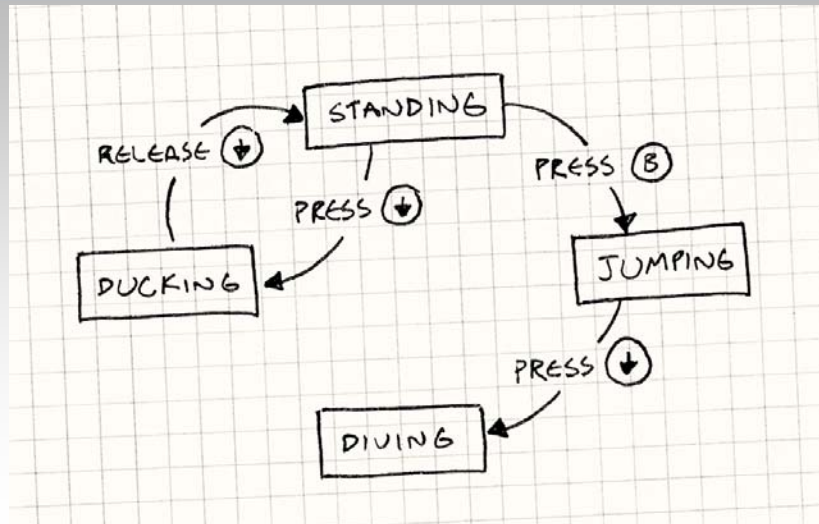 STANDING
RELEASE ↓
PRESS B
PRESS ↓
DUCKING
JUMPING
PRESS ↓
DIVING